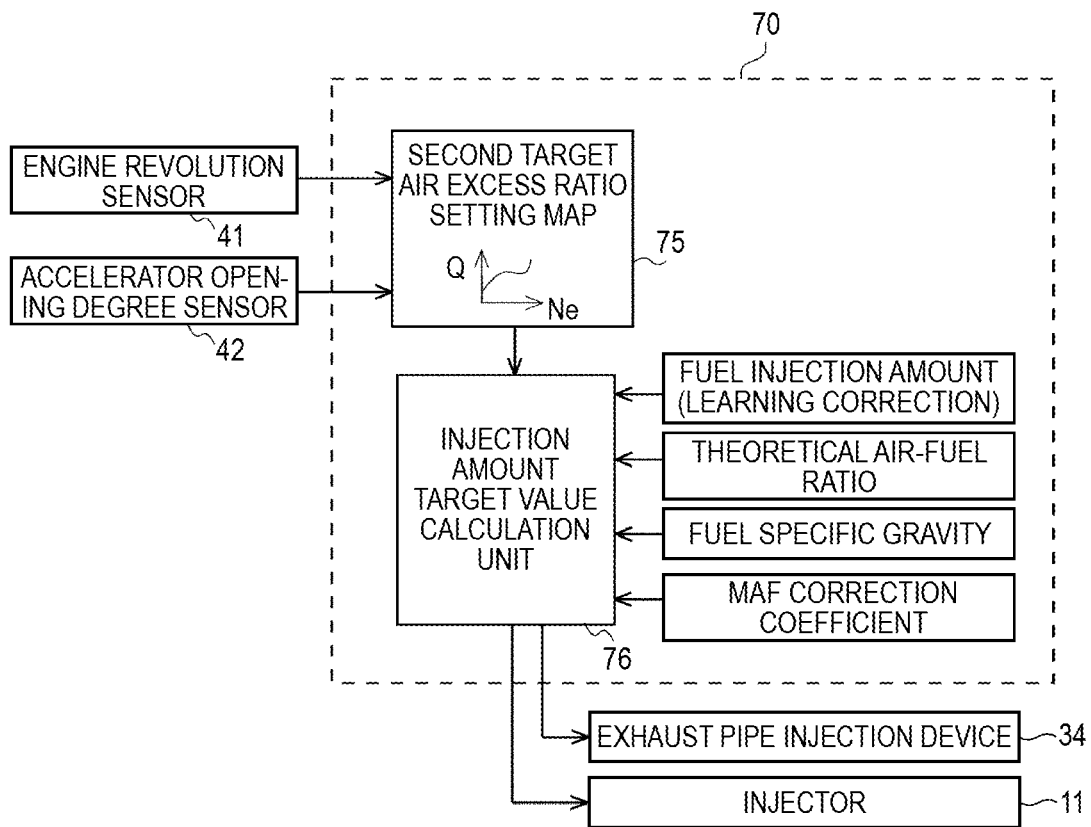 70
ENGINE REVOLUTION
SENSOR
41
ACCELERATOR OPEN-
ING DEGREE SENSOR
42
SECOND TARGET
AIR EXCESS RATIO
SETTING MAP
Q
Ne
75
INJECTION
AMOUNT
TARGET VALUE
CALCULATION
UNIT
76
FUEL INJECTION AMOUNT
(LEARNING CORRECTION)
THEORETICAL AIR-FUEL
RATIO
FUEL SPECIFIC GRAVITY
MAF CORRECTION
COEFFICIENT
EXHAUST PIPE INJECTION DEVICE
34
INJECTOR
11